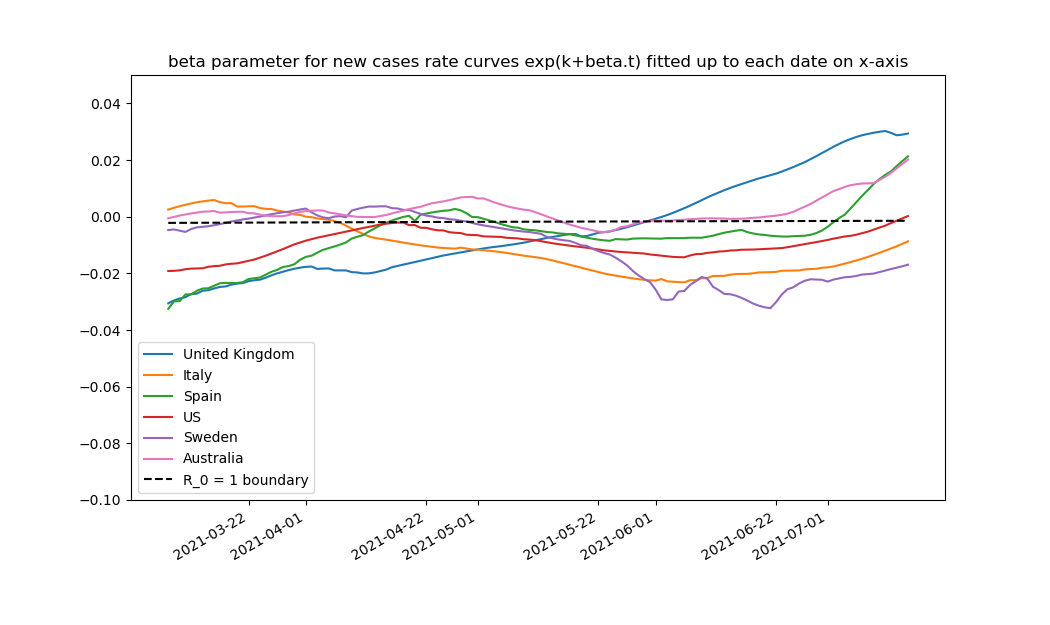 beta parameter for new cases rate curves exp(k+beta.t) fitted up to each date on x-axis
0.04
0.02
0.00
−0.02
−0.04
−0.06
−0.08
−0.10
United Kingdom
Italy
Spain
US
Sweden
Australia
R_0 = 1 boundary
2021-03-22
2021-04-01
2021-04-22
2021-05-01
2021-05-22
2021-06-01
2021-06-22
2021-07-01